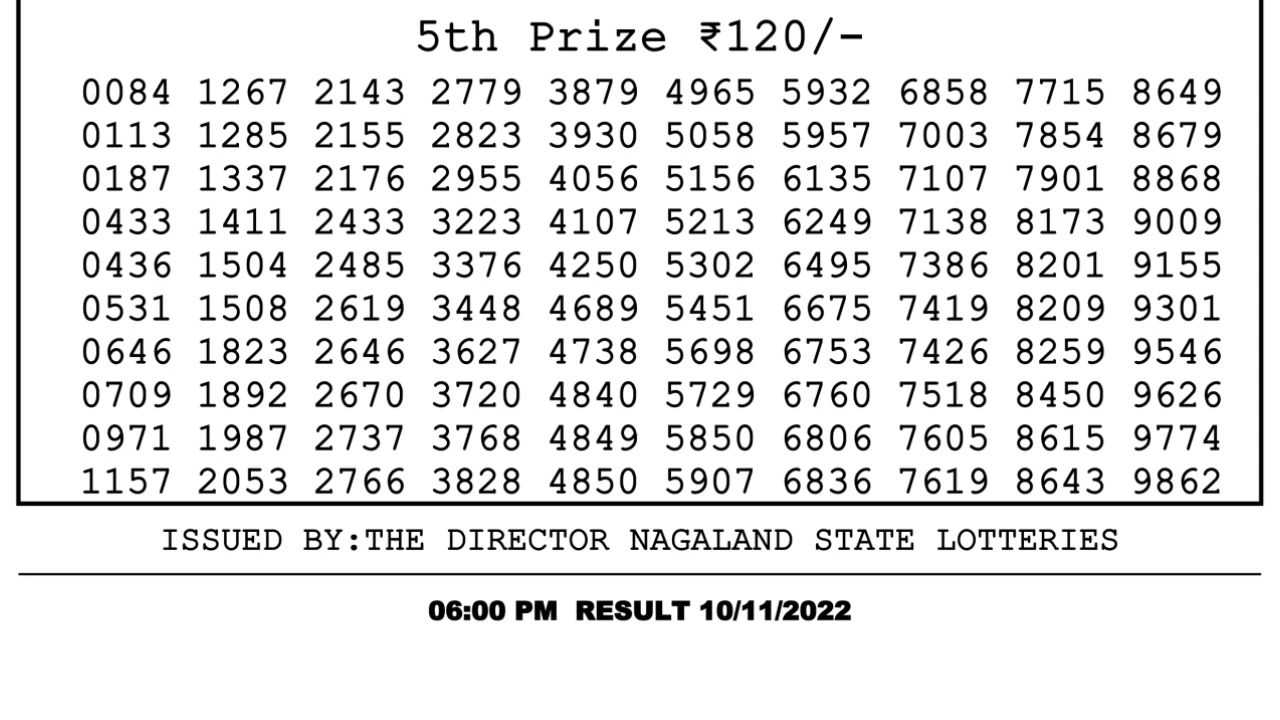 5th Prize ₹120/-
0084 1267 2143 2779 3879 4965 5932 6858 7715 8649
0113 1285 2155 2823 3930 5058 5957 7003 7854 8679
0187 1337 2176 2955 4056 5156 6135 7107 7901 8868
0433 1411 2433 3223 4107 5213 6249 7138 8173 9009
0436 1504 2485 3376 4250 5302 6495 7386 8201 9155
0531 1508 2619 3448 4689 5451 6675 7419 8209 9301
0646 1823 2646 3627 4738 5698 6753 7426 8259 9546
0709 1892 2670 3720 4840 5729 6760 7518 8450 9626
0971 1987 2737 3768 4849 5850 6806 7605 8615 9774
1157 2053 2766 3828 4850 5907 6836 7619 8643 9862
ISSUED BY:THE DIRECTOR NAGALAND STATE LOTTERIES
06:00 PM RESULT 10/11/2022